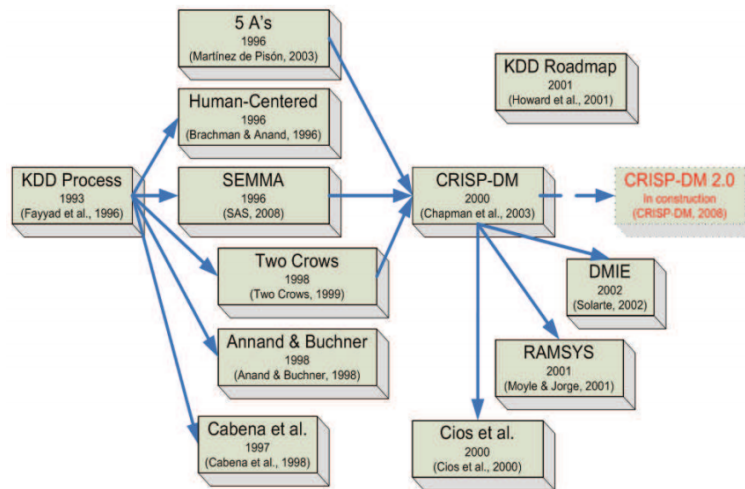 5 A's
1996
(Martínez de Pisón, 2003)
KDD Roadmap
2001
(Howard et al., 2001)
Human-Centered
1996
(Brachman & Anand, 1996)
KDD Process
1993
(Fayyad et al., 1996)
SEMMA
1996
(SAS, 2008)
CRISP-DM
2000
(Chapman et al., 2003)
CRISP-DM 2.0
In construction
(CRISP-DM, 2008)
Two Crows
1998
(Two Crows, 1999)
DMIE
2002
(Solarte, 2002)
Annand & Buchner
1998
(Anand & Buchner, 1998)
RAMSYS
2001
(Moyle & Jorge, 2001)
Cabena et al.
1997
(Cabena et al., 1998)
Cios et al.
2000
(Cios et al., 2000)